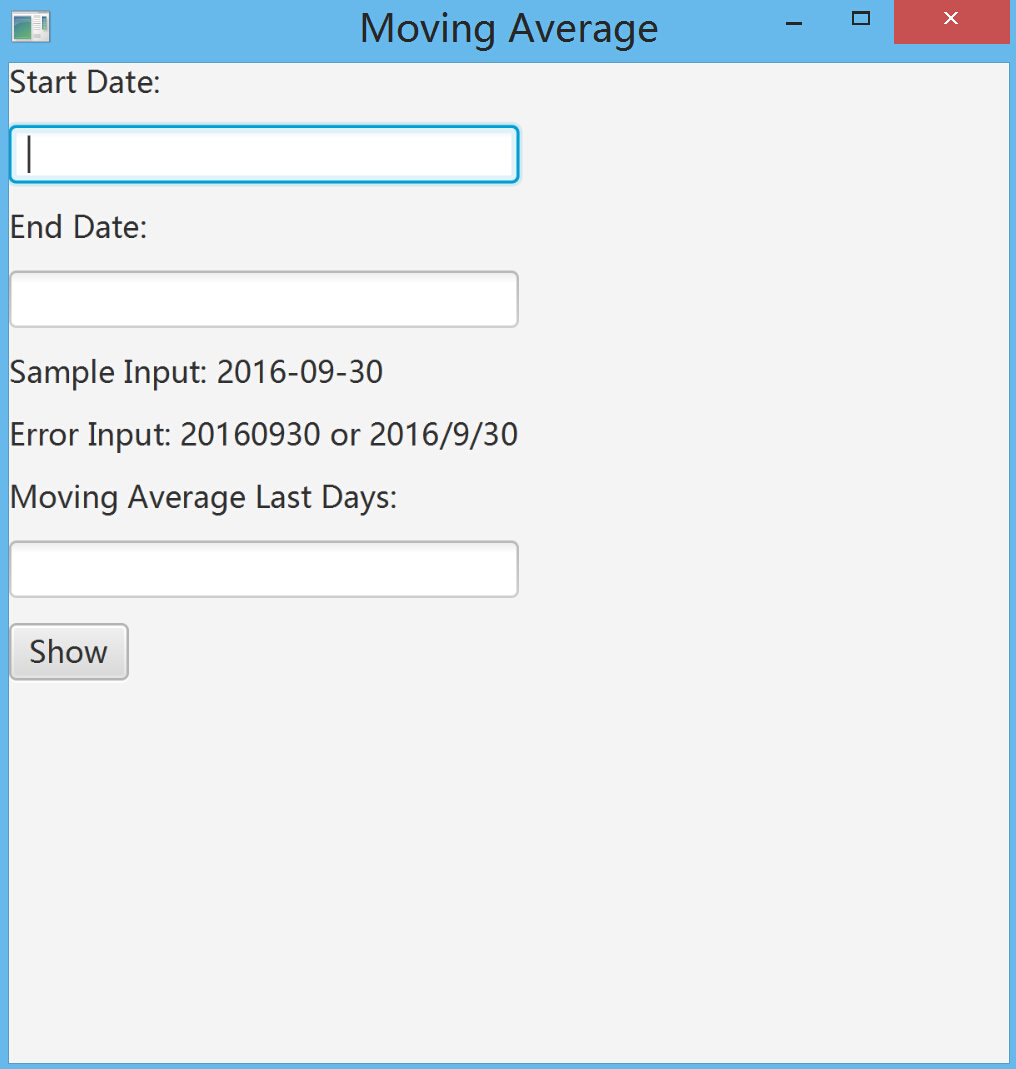 Moving Average
Start Date:
End Date:
Sample Input: 2016-09-30
Error Input: 20160930 or 2016/9/30
Moving Average Last Days:
Show